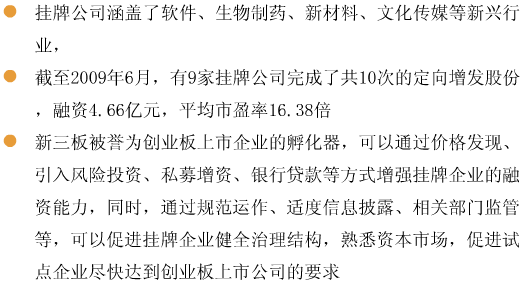 挂牌公司涵盖了软件、生物制药、新材料、文化传媒等新兴行
业，
截至2009年6月，有9家挂牌公司完成了共10次的定向增发股份
，融资4.66亿元，平均市盈率16.38倍
新三板被誉为创业板上市企业的孵化器，可以通过价格发现、
引入风险投资、私募增资、银行贷款等方式增强挂牌企业的融
资能力，同时，通过规范运作、适度信息披露、相关部门监管
等，可以促进挂牌企业健全治理结构，熟悉资本市场，促进试
点企业尽快达到创业板上市公司的要求